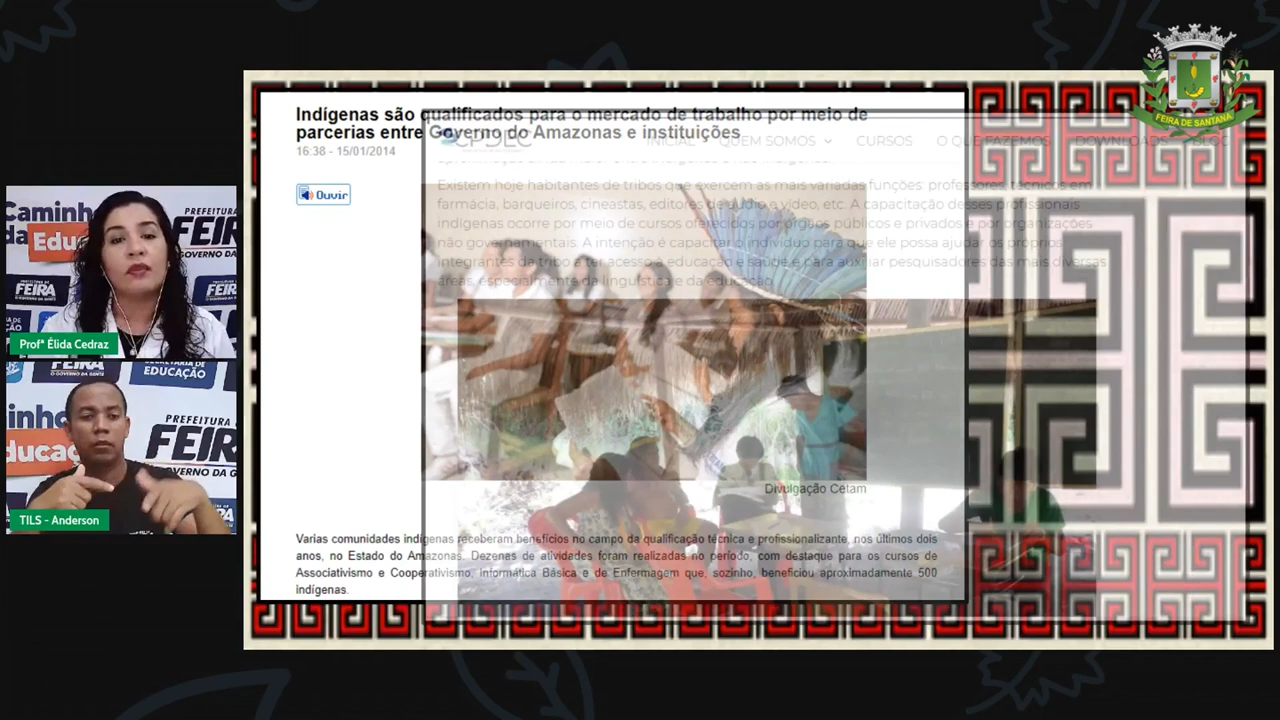 FEIRA DE SANTANA
Indígenas são qualificados para o mercado de trabalho por meio de
parcerias entre Governo do Amazonas e instituições
16:38 - 15/01/2014
Ouvir
CPDEC
INICIAL QUEM SOMOS CURSOS O QUE FAZEMOS DOWNLOADS BLOG
Existem hoje habitantes de tribos que exercem as mais variadas funções: professores, técnicos em
farmácia, barqueiros, cineastas, editores de áudio e vídeo, etc. A capacitação desses profissionais
indígenas ocorre por meio de cursos oferecidos por órgãos públicos e privados e por organizações
não governamentais. A intenção é capacitar o indivíduo para que ele possa ajudar os próprios
integrantes da tribo a ter acesso à educação e saúde e para auxiliar pesquisadores das mais diversas
áreas, especialmente da linguística e da educação.
Divulgação Cetam
Varias comunidades indígenas receberam benefícios no campo da qualificação técnica e profissionalizante, nos últimos dois
anos, no Estado do Amazonas. Dezenas de atividades foram realizadas no período, com destaque para os cursos de
Associativismo e Cooperativismo, informática Básica e de Enfermagem que, sozinho, beneficiou aproximadamente 500
indígenas.
Caminho
da Educ
PREFEITURA
FEIR
GOVERNO DA GENTE
Profª Élida Cedraz
SECRETARIA DE
EDUCAÇÃO
PREFEITURA
FEIR
GOVERNO DA
TILS - Anderson